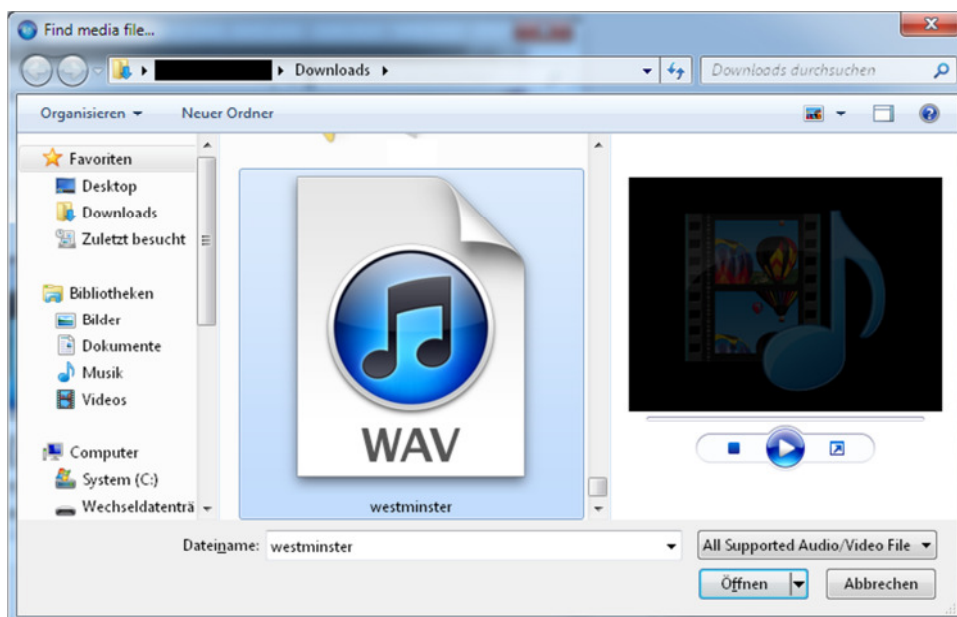 Find media file...
Downloads
Downloads durchsuchen
Organisieren
Neuer Ordner
Favoriten
Desktop
Downloads
Zuletzt besucht
Bibliotheken
Bilder
Dokumente
Musik
Videos
Computer
System (C:)
Wechseldatenträ
WAV
westminster
Dateiname: westminster
All Supported Audio/Video File
Öffnen
Abbrechen